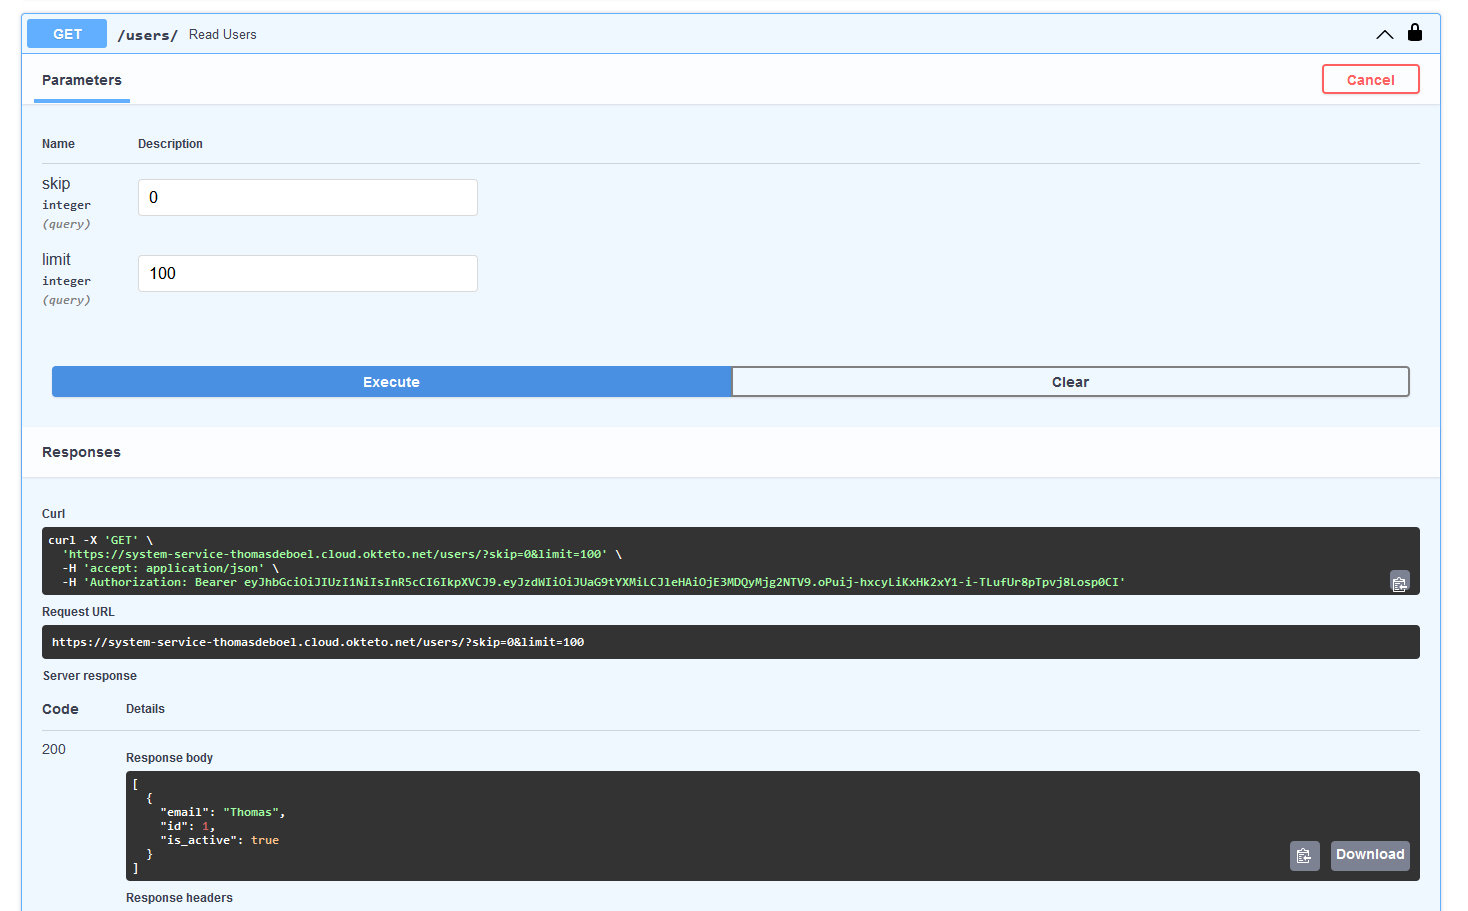 GET /users/ Read Users
Parameters
Cancel
Name Description
skip
integer
(query)
0
limit
integer
(query)
100
Execute
Clear
Responses
Curl
curl -X 'GET' \
'https://system-service-thomasdeboel.cloud.okteto.net/users/?skip=0&limit=100' \
-H 'accept: application/json' \
-H 'Authorization: Bearer eyJhbGciOiJIUzI1NiIsInR5cCI6IkpXVCJ9.eyJzdWIiOiJUaG9tYXMiLCJleHAiOjE3MDQyMjg2NTV9.oPuij-hxcyLiKxHk2xY1-i-TLufUr8pTpvj8Losp0CI'
Request URL
https://system-service-thomasdeboel.cloud.okteto.net/users/?skip=0&limit=100
Server response
Code Details
200
Response body
[
{
"email": "Thomas",
"id": 1,
"is_active": true
}
]
Download
Response headers